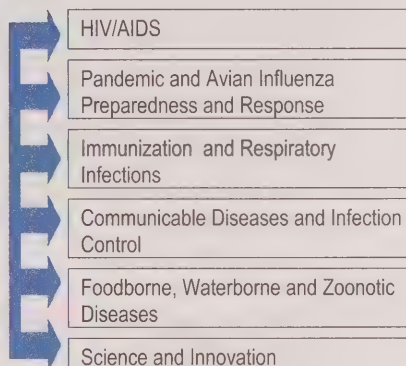 HIV/AIDS
Pandemic and Avian Influenza
Preparedness and Response
Immunization and Respiratory
Infections
Communicable Diseases and Infection
Control
Foodborne, Waterborne and Zoonotic
Diseases
Science and Innovation